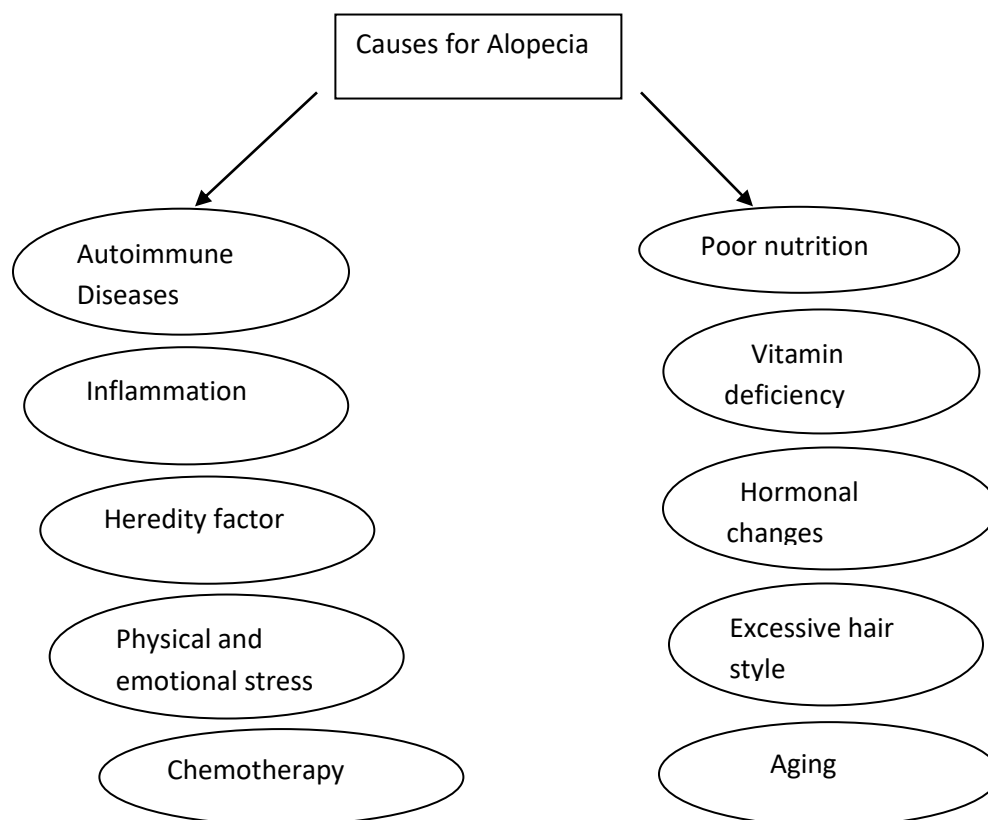 Causes for Alopecia
Autoimmune
Diseases
Inflammation
Heredity factor
Physical and
emotional stress
Chemotherapy
Poor nutrition
Vitamin
deficiency
Hormonal
changes
Excessive hair
style
Aging